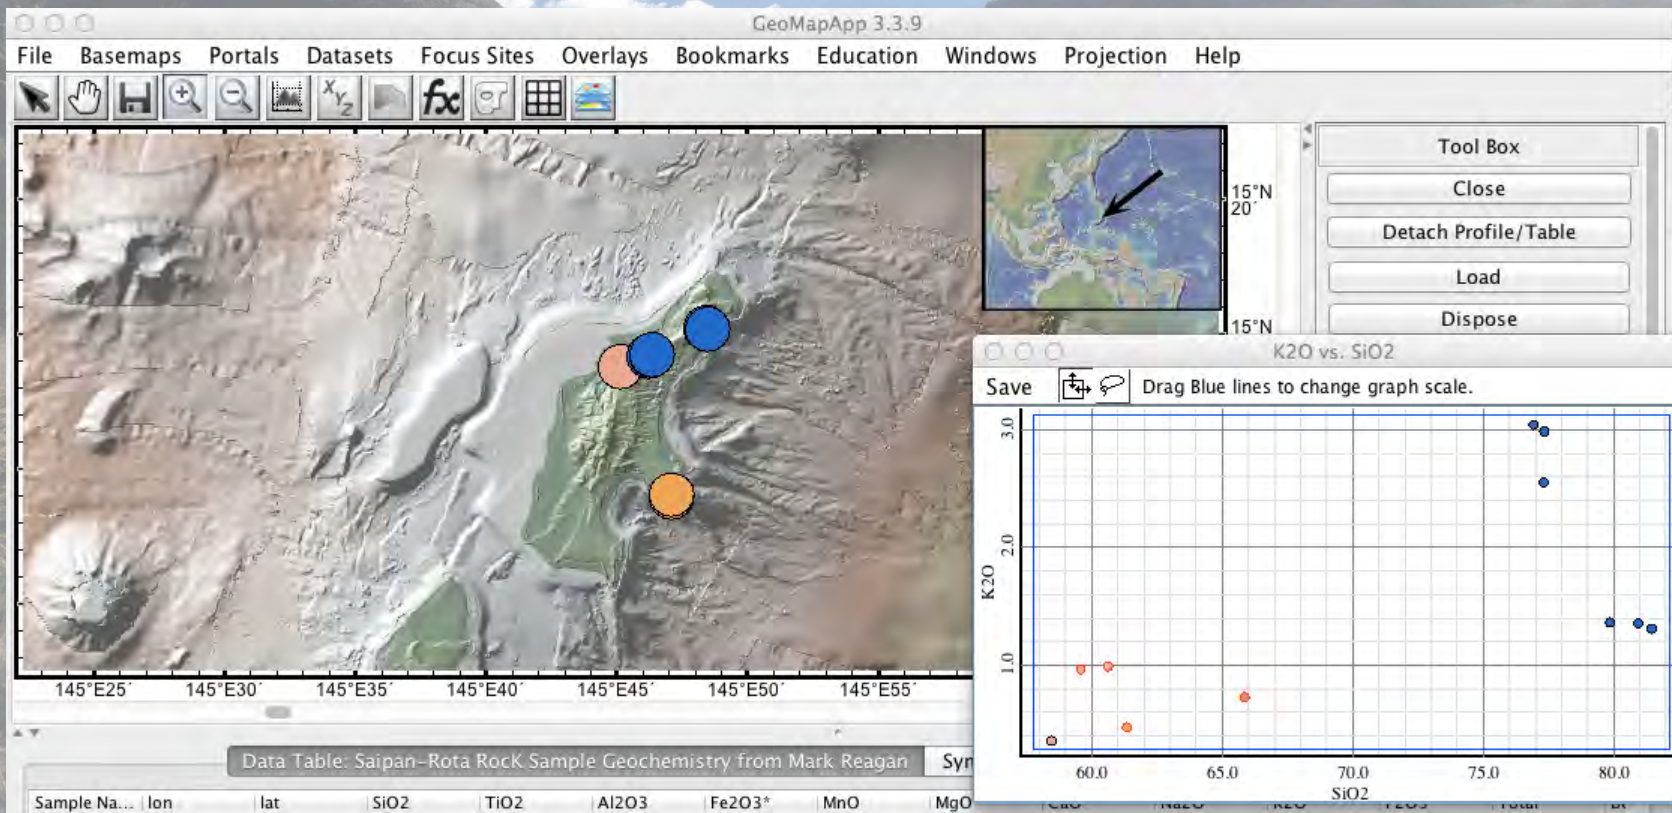 GeoMapApp 3.3.9
File Basemaps Portals Datasets Focus Sites Overlays Bookmarks Education Windows Projection Help
XYZ fx
Tool Box
Close
Detach Profile/Table
Load
Dispose
15°N
20´
15°N
145°E25´ 145°E30´ 145°E35´ 145°E40´ 145°E45´ 145°E50´ 145°E55´
K2O vs. SiO2
Save Drag Blue lines to change graph scale.
3.0
2.0
1.0
K2O
60.0 65.0 70.0 75.0 80.0
SiO2
Data Table: Saipan-Rota RocK Sample Geochemistry from Mark Reagan
Sample Na... lon lat SiO2 TiO2 Al2O3 Fe2O3* MnO MgO